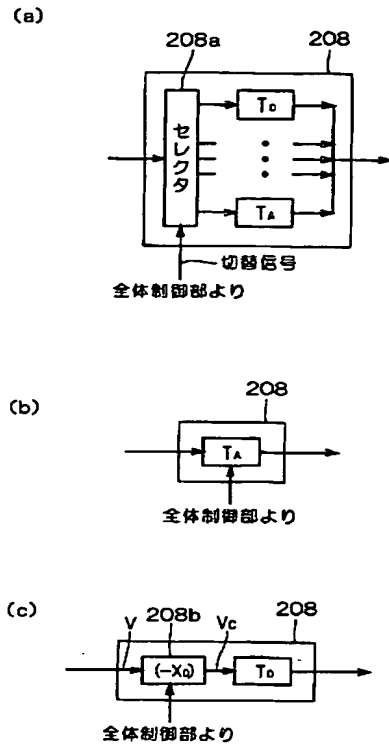 (a)
208a
208
セレクタ
TD
TA
切替信号
全体制御部より
(b)
208
TA
全体制御部より
(c)
208b
208
V
(-XD)
Vc
TD
全体制御部より